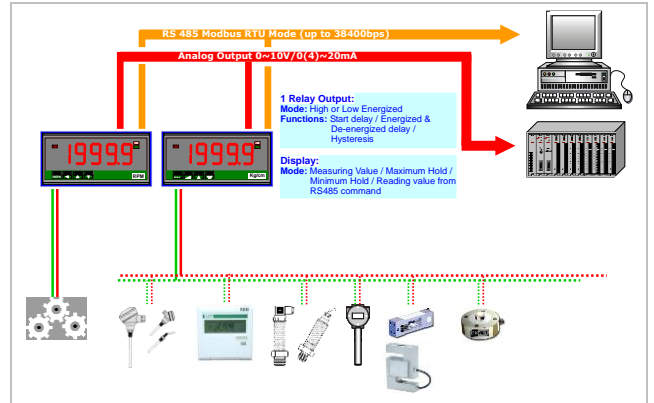 RS 485 Modbus RTU Mode (up to 38400bps)
Analog Output 0~10V/0(4)~20mA
1 Relay Output:
Mode: High or Low Energized
Functions: Start delay / Energized &
De-energized delay /
Hysteresis
1999.9
RPM
1999.9
Kg/cm
Display:
Mode: Measuring Value / Maximum Hold /
Minimum Hold / Reading value from
RS485 command